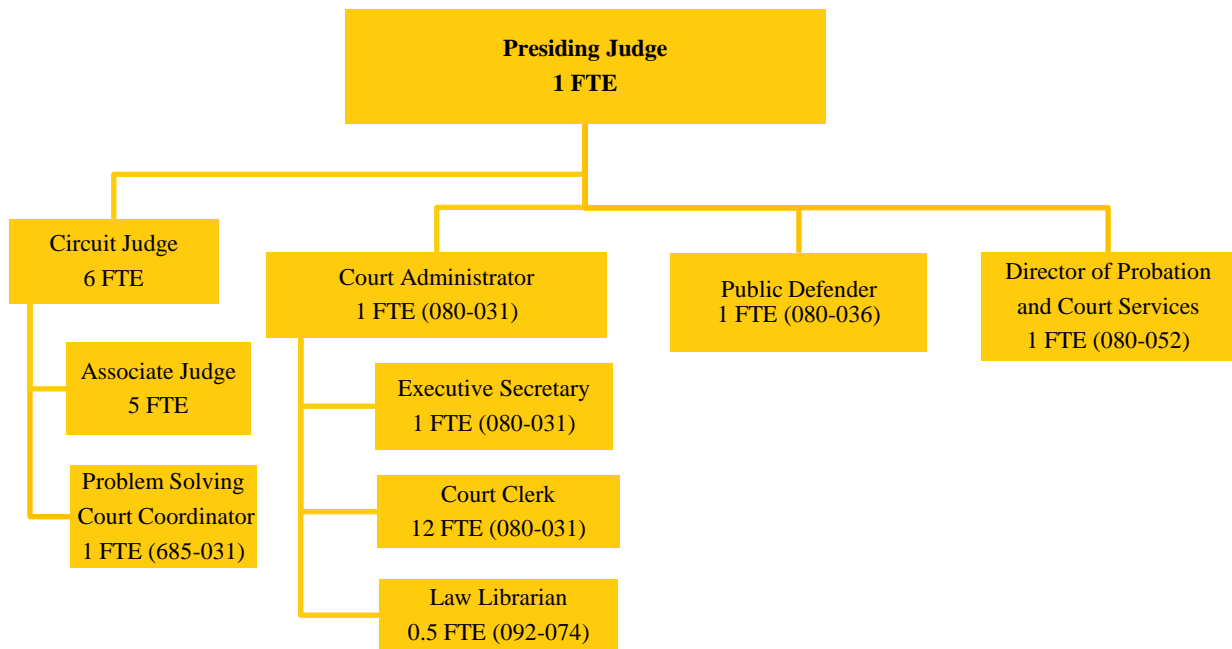 Presiding Judge
1 FTE
Circuit Judge
6 FTE
Associate Judge
5 FTE
Problem Solving
Court Coordinator
1 FTE (685-031)
Court Administrator
1 FTE (080-031)
Executive Secretary
1 FTE (080-031)
Court Clerk
12 FTE (080-031)
Law Librarian
0.5 FTE (092-074)
Public Defender
1 FTE (080-036)
Director of Probation
and Court Services
1 FTE (080-052)